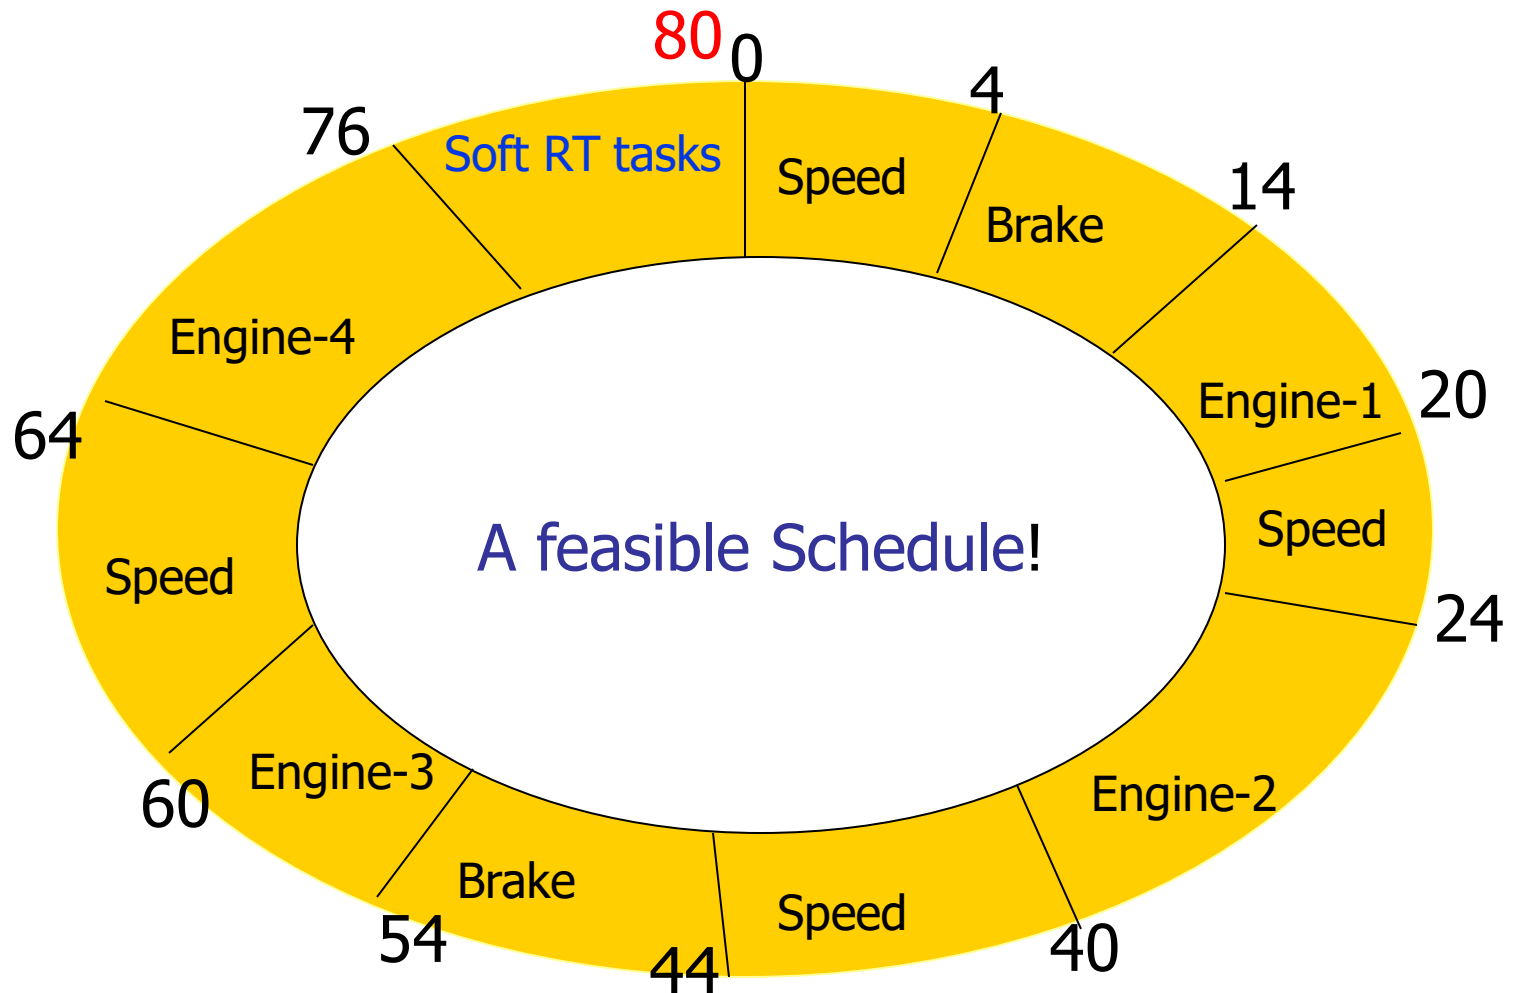 80
0
4
76
Soft RT tasks
Speed
Brake
14
Engine-4
Engine-1
20
64
A feasible Schedule!
Speed
Speed
24
Engine-3
60
Engine-2
Brake
Speed
54
44
40